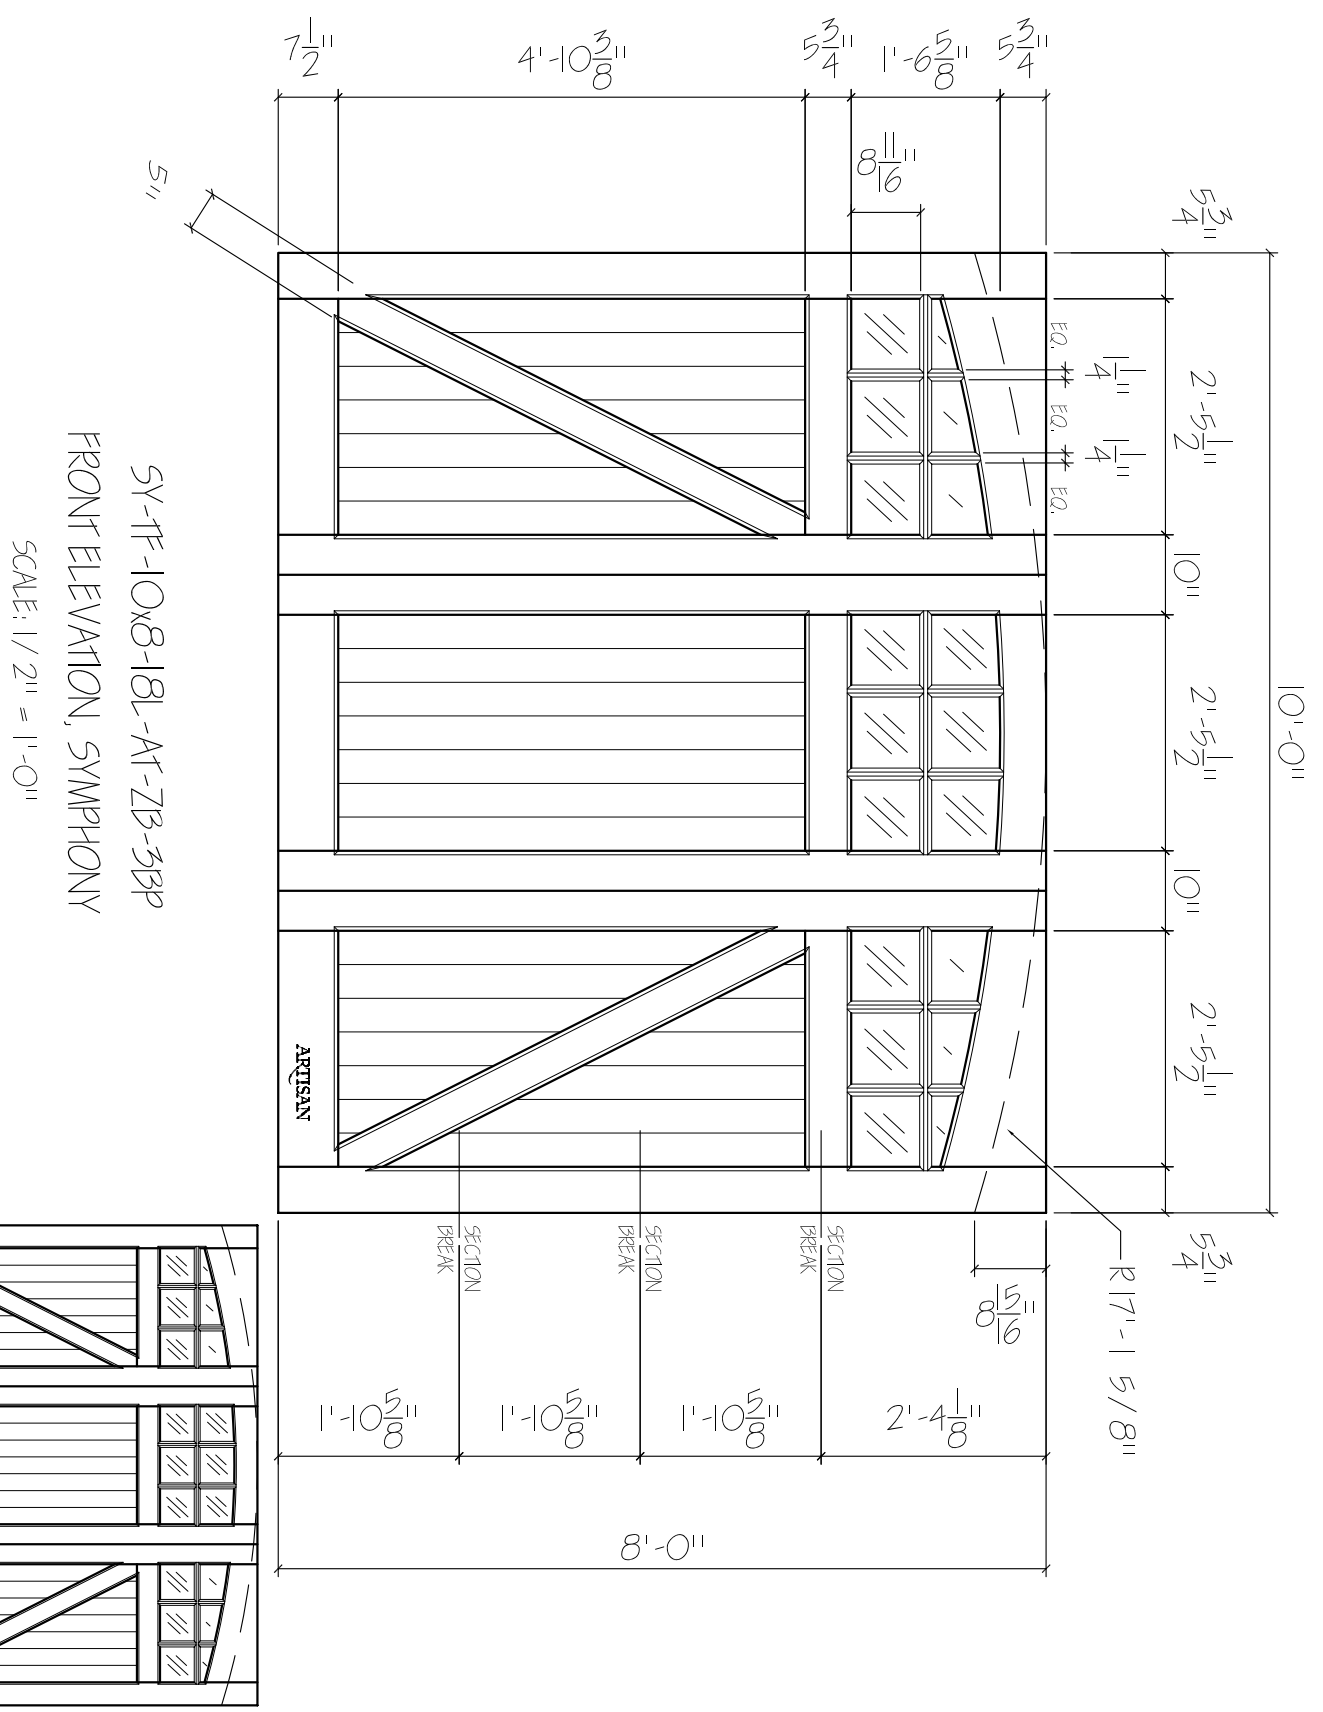 10'-0"
5 3/4"
2'-5 1/2"
10"
2'-5 1/2"
10"
2'-5 1/2"
5 3/4"
1 1/4"
1 1/4"
EQ.
EQ.
EQ.
R 17'-1 5/8"
5 3/4"
1'-6 5/8"
8 11/16"
5 3/4"
4'-10 3/8"
7 1/2"
5"
8 15/16"
2'-4 1/8"
SECTION
BREAK
1'-10 5/8"
SECTION
BREAK
1'-10 5/8"
SECTION
BREAK
1'-10 5/8"
8'-0"
ARTISAN
SY-TF-10x8-18L-AT-ZB-3BP
FRONT ELEVATION, SYMPHONY
SCALE: 1/2" = 1'-0"